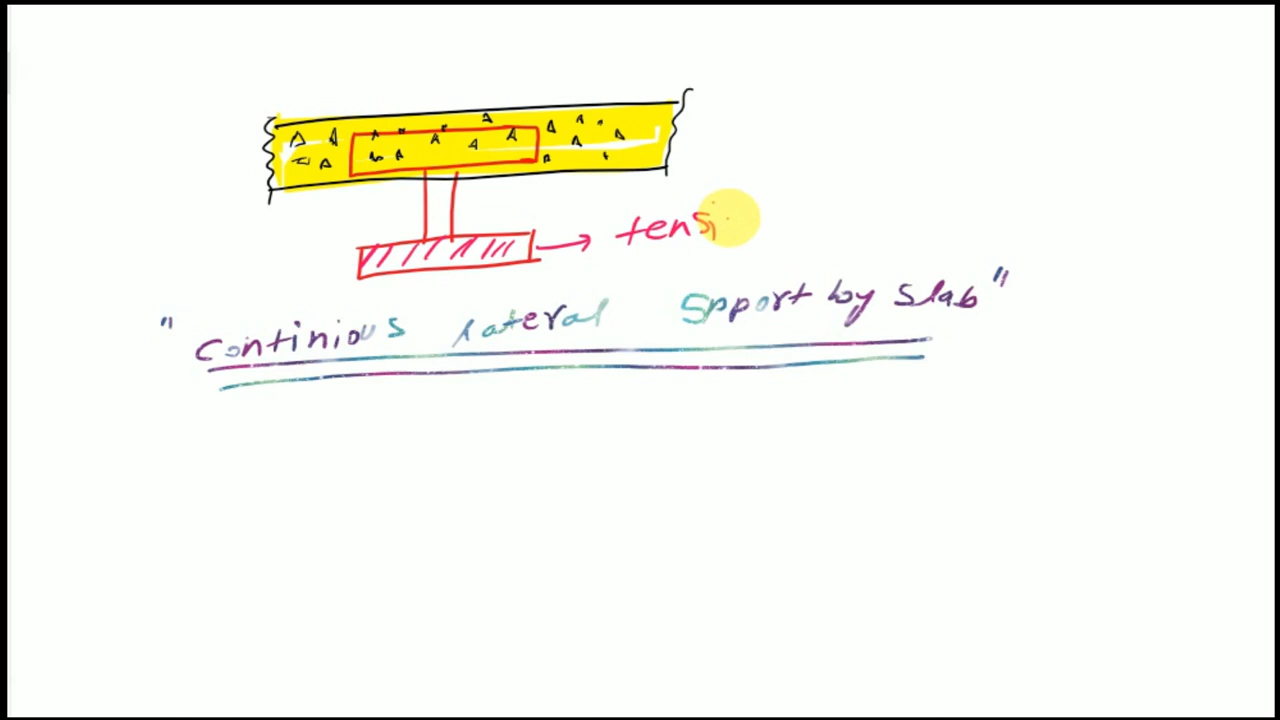 → tensi
"continious lateral spport by slab"